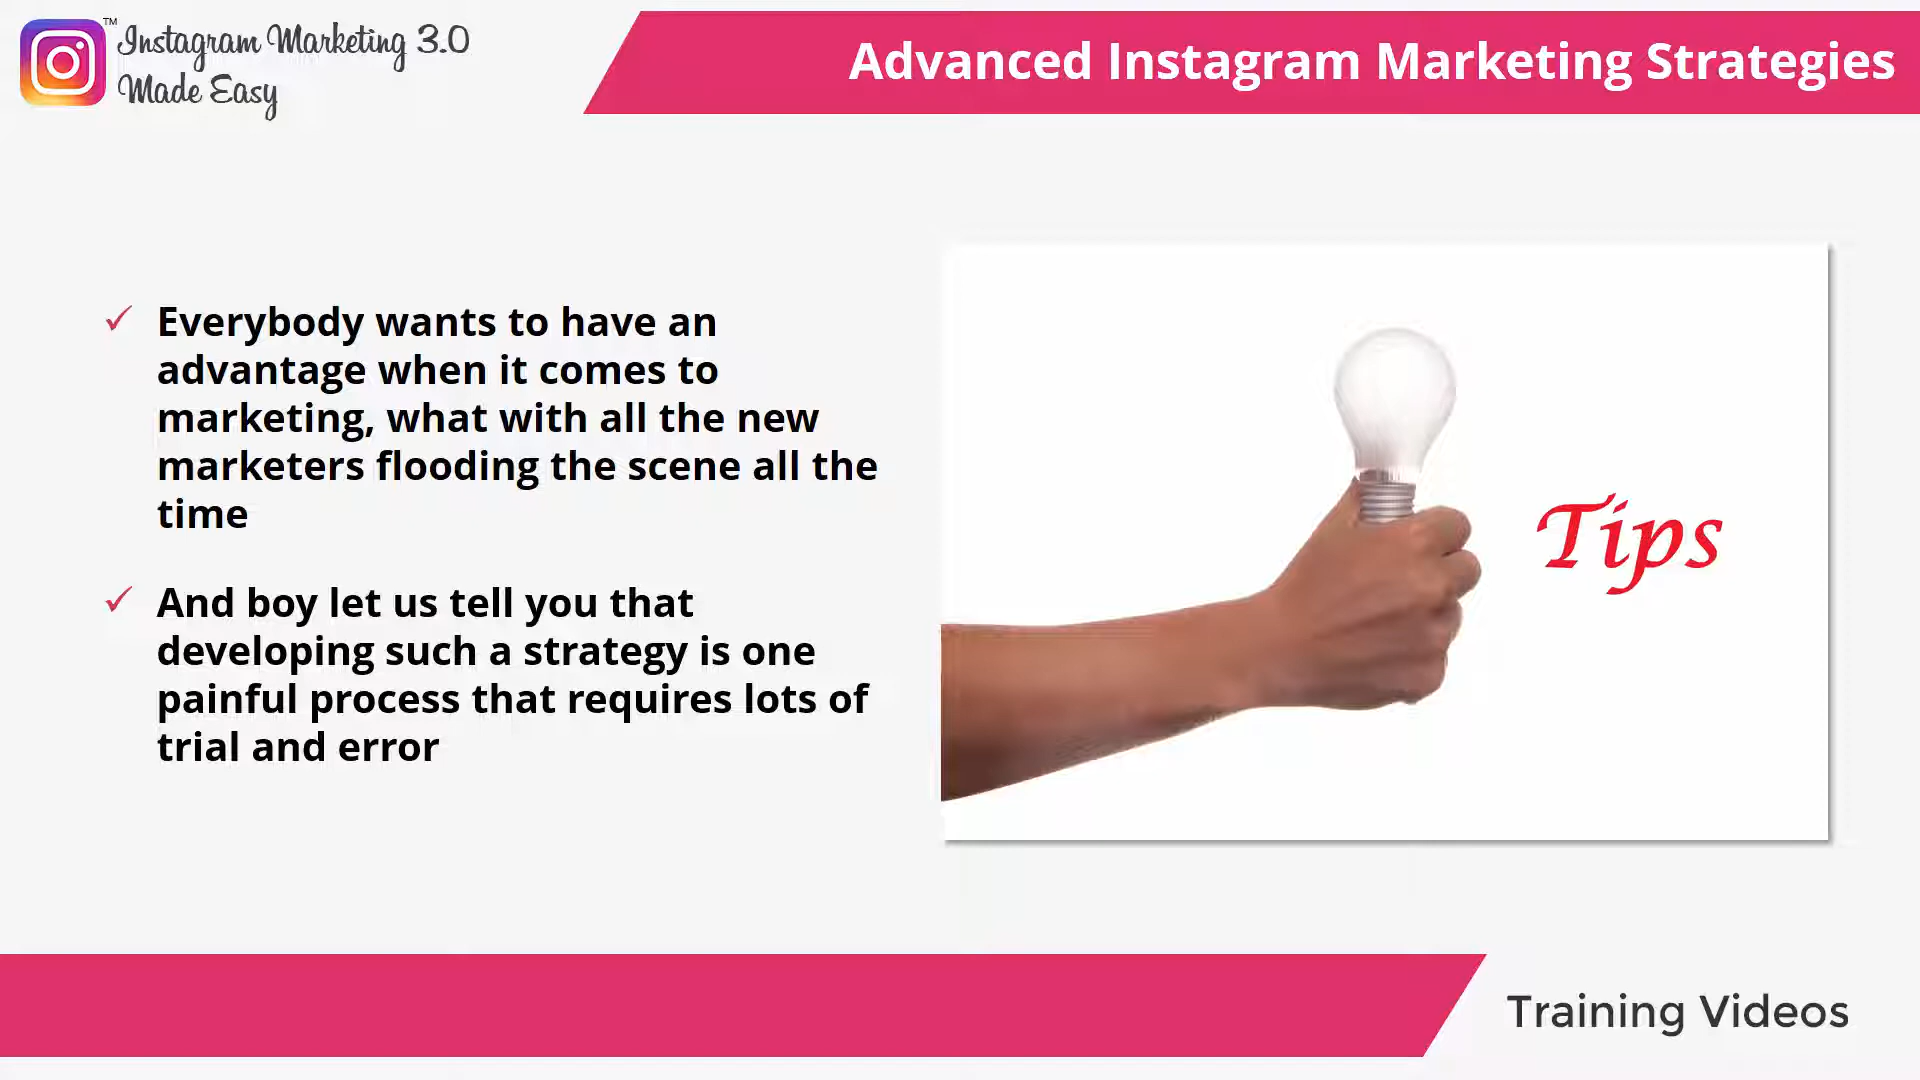 ™
Instagram Marketing 3.0
Made Easy
Advanced Instagram Marketing Strategies
✓ Everybody wants to have an
advantage when it comes to
marketing, what with all the new
marketers flooding the scene all the
time
✓ And boy let us tell you that
developing such a strategy is one
painful process that requires lots of
trial and error
Tips
Training Videos